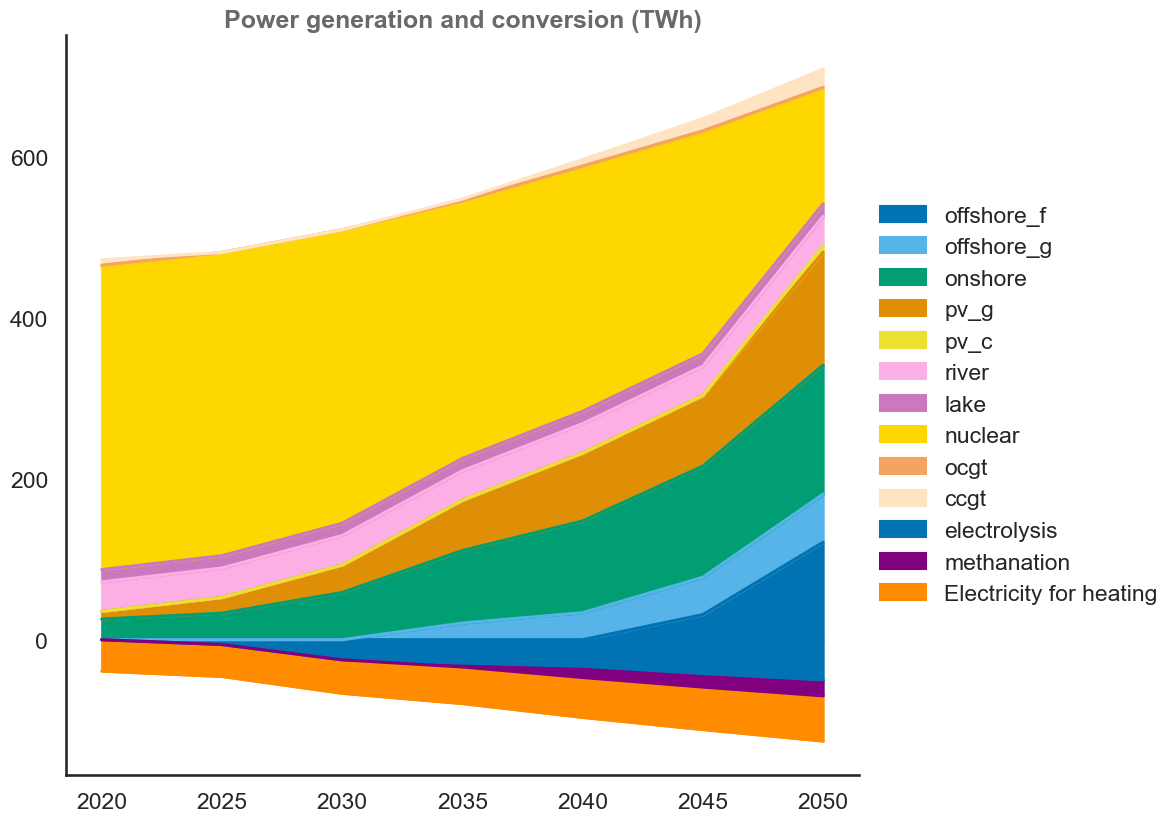 Power generation and conversion (TWh)
600
400
200
0
2020 2025 2030 2035 2040 2045 2050
offshore_f
offshore_g
onshore
pv_g
pv_c
river
lake
nuclear
ocgt
ccgt
electrolysis
methanation
Electricity for heating